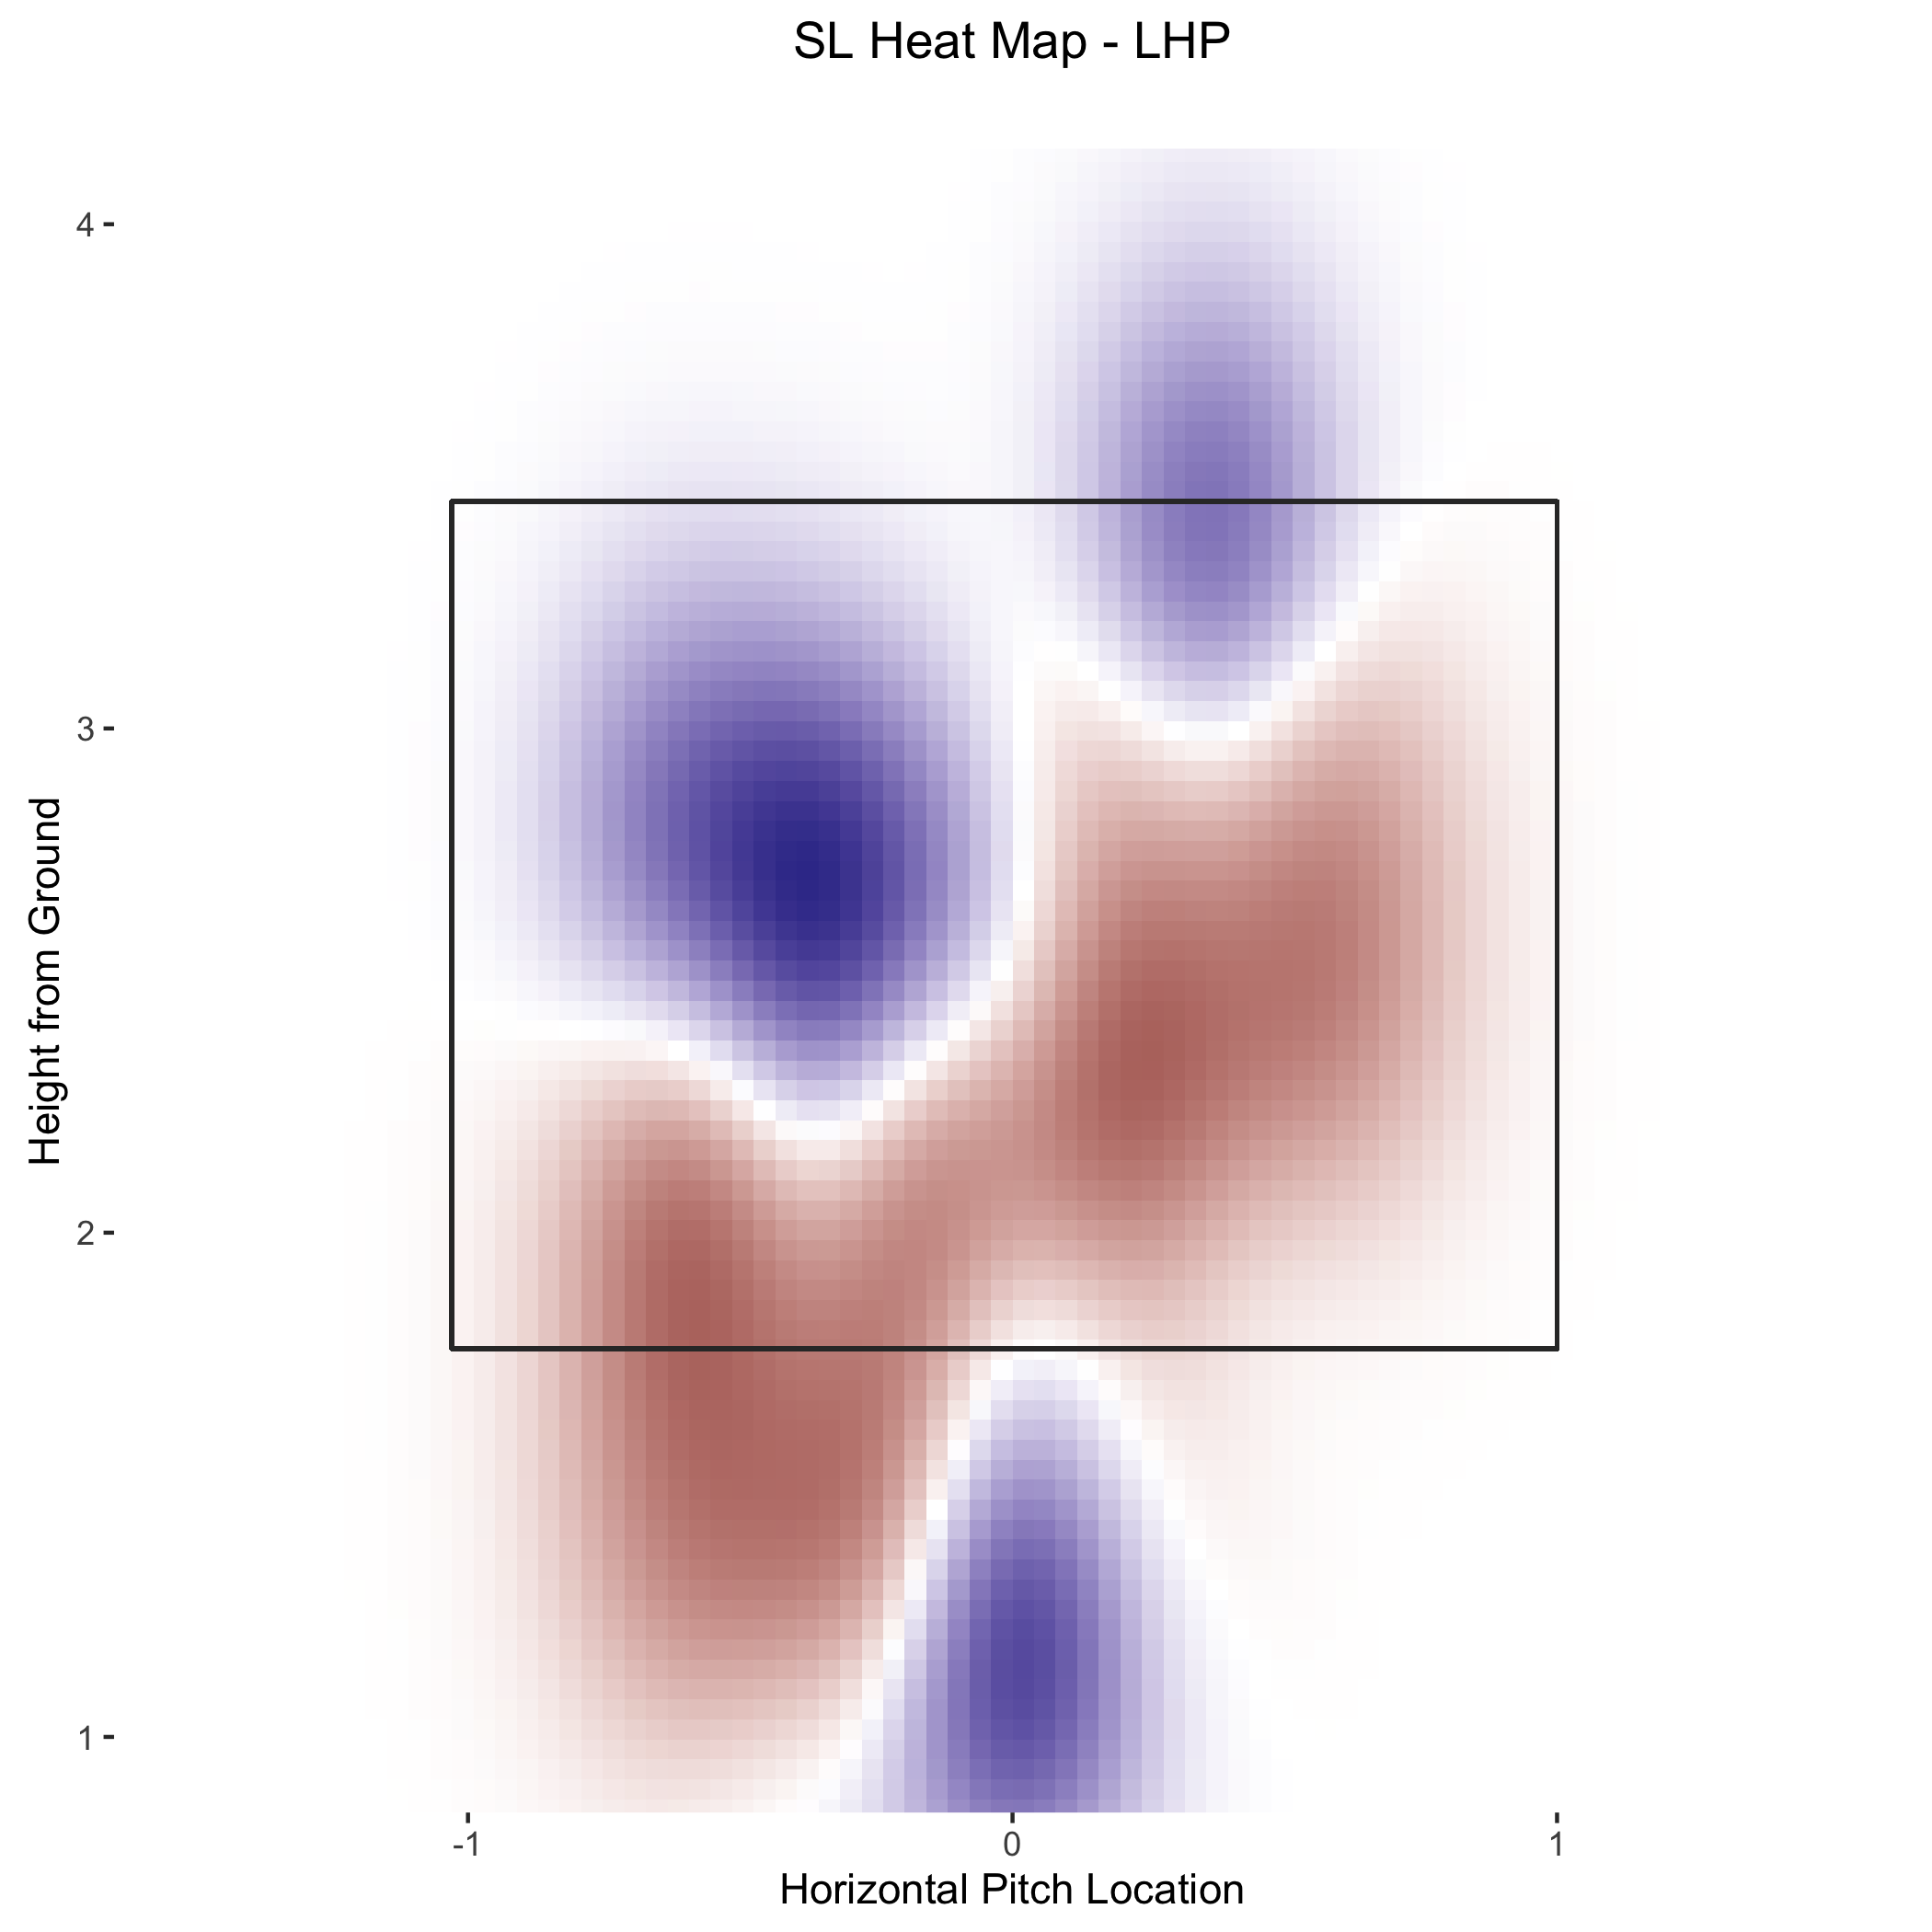 SL Heat Map - LHP
4
3
2
1
Height from Ground
-1 0 1
Horizontal Pitch Location